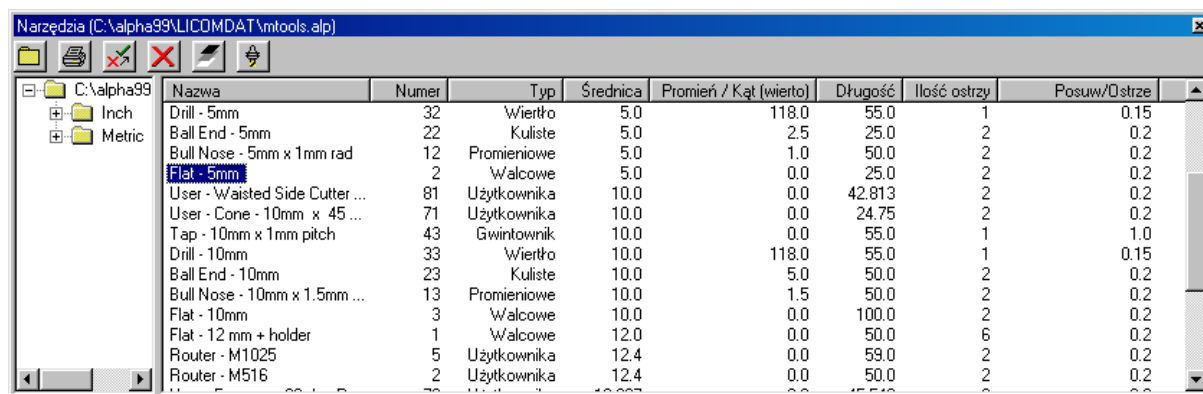 Narzędzia (C:\alpha99\LICOMDAT\mtools.alp)
C:\alpha99
Inch
Metric
Nazwa Numer Typ Średnica Promień / Kąt (wierto) Długość Ilość ostrzy Posuw/Ostrze
Drill - 5mm 32 Wiertło 5.0 118.0 55.0 1 0.15
Ball End - 5mm 22 Kuliste 5.0 2.5 25.0 2 0.2
Bull Nose - 5mm x 1mm rad 12 Promieniowe 5.0 1.0 50.0 2 0.2
Flat - 5mm 2 Walcowe 5.0 0.0 25.0 2 0.2
User - Waisted Side Cutter ... 81 Użytkownika 10.0 0.0 42.813 2 0.2
User - Cone - 10mm x 45 ... 71 Użytkownika 10.0 0.0 24.75 2 0.2
Tap - 10mm x 1mm pitch 43 Gwintownik 10.0 0.0 55.0 1 1.0
Drill - 10mm 33 Wiertło 10.0 118.0 55.0 1 0.15
Ball End - 10mm 23 Kuliste 10.0 5.0 50.0 2 0.2
Bull Nose - 10mm x 1.5mm ... 13 Promieniowe 10.0 1.5 50.0 2 0.2
Flat - 10mm 3 Walcowe 10.0 0.0 100.0 2 0.2
Flat - 12 mm + holder 1 Walcowe 12.0 0.0 50.0 6 0.2
Router - M1025 5 Użytkownika 12.4 0.0 59.0 2 0.2
Router - M516 2 Użytkownika 12.4 0.0 50.0 2 0.2